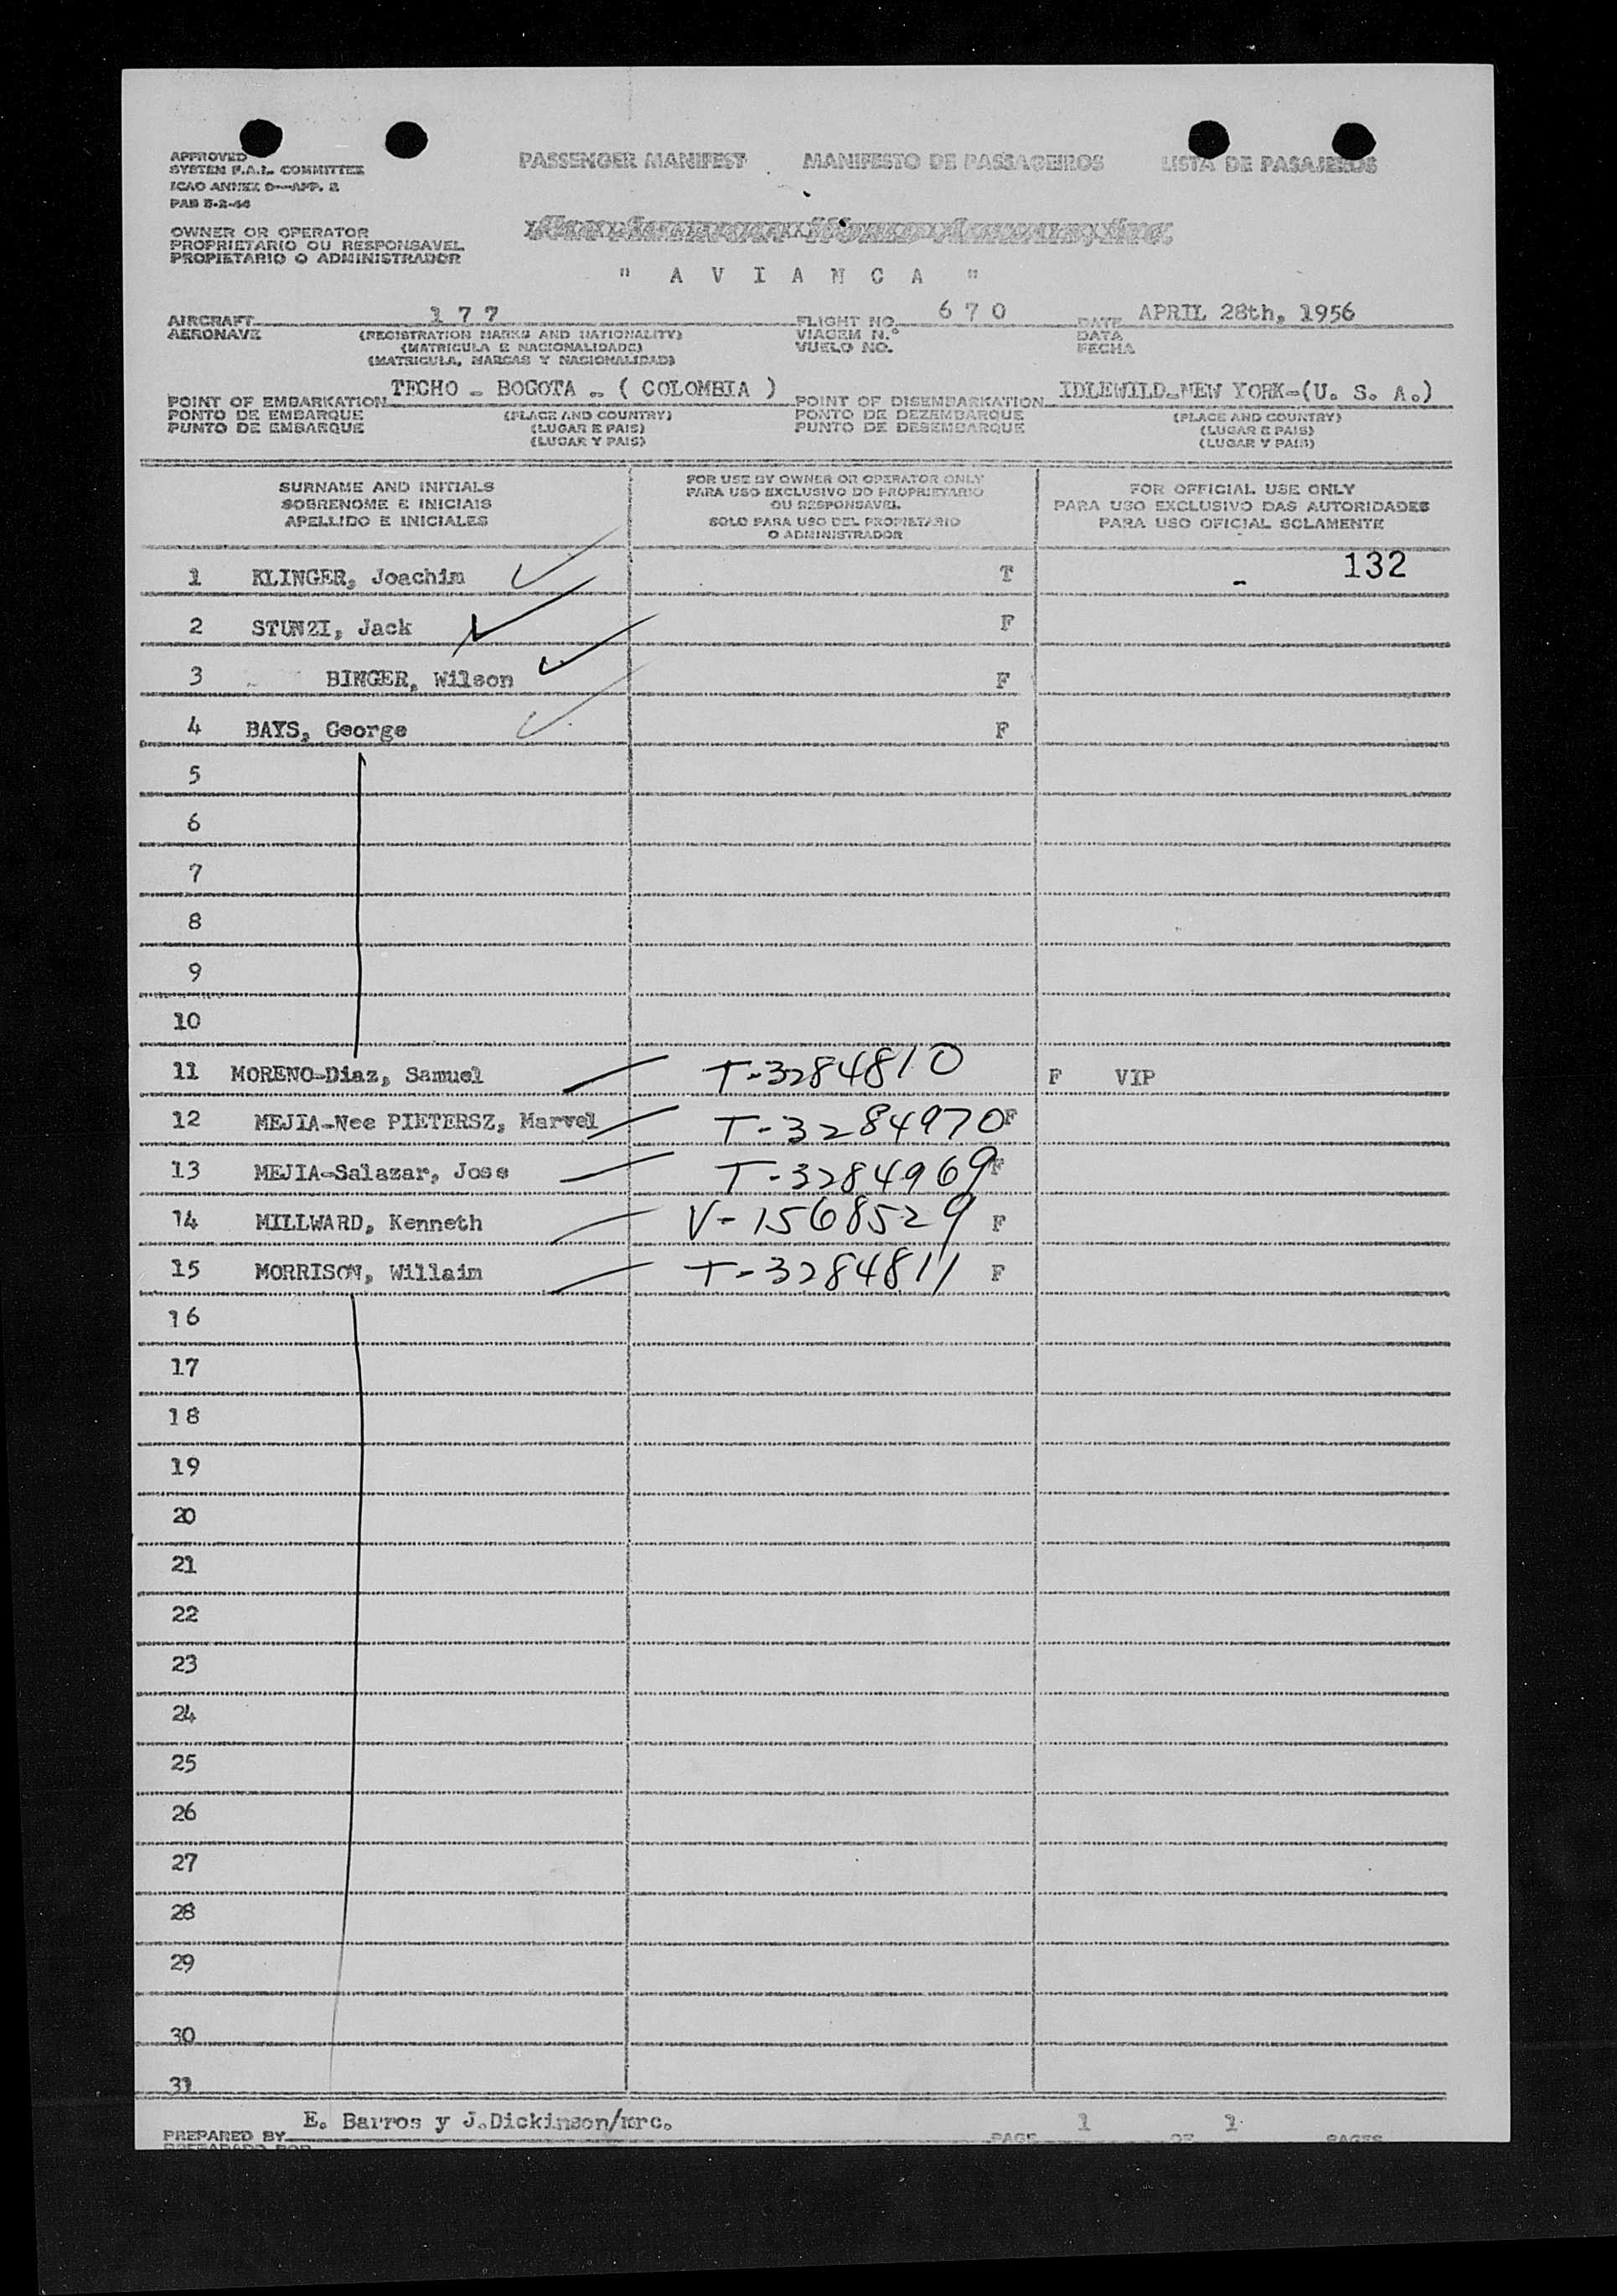 APPROVED
SYSTEM F.A.L. COMMITTEE
ICAO ANNEX 9—APP. 2
PAB 5-2-44
PASSENGER MANIFEST MANIFESTO DE PASSAGEIROS LISTA DE PASAJEROS
OWNER OR OPERATOR
PROPRIETARIO OU RESPONSAVEL
PROPIETARIO O ADMINISTRADOR
" A V I A N C A "
AIRCRAFT 177 FLIGHT NO. 670 DATE APRIL 28th, 1956
AERONAVE (REGISTRATION MARKS AND NATIONALITY) VIAGEM N.º DATA
(MATRICULA E NACIONALIDADE) VUELO NO. FECHA
(MATRICULA, MARCAS Y NACIONALIDAD)
POINT OF EMBARKATION TECHO - BOGOTA - ( COLOMBIA ) POINT OF DISEMBARKATION IDLEWILD-NEW YORK-(U. S. A.)
PONTO DE EMBARQUE (PLACE AND COUNTRY) PONTO DE DEZEMBARQUE (PLACE AND COUNTRY)
PUNTO DE EMBARQUE (LUGAR E PAIS) PUNTO DE DESEMBARQUE (LUGAR E PAIS)
(LUGAR Y PAIS) (LUGAR Y PAIS)
SURNAME AND INITIALS
SOBRENOME E INICIAIS
APELLIDO E INICIALES
FOR USE BY OWNER OR OPERATOR ONLY
PARA USO EXCLUSIVO DO PROPRIETARIO
OU RESPONSAVEL
SOLO PARA USO DEL PROPIETARIO
O ADMINISTRADOR
FOR OFFICIAL USE ONLY
PARA USO EXCLUSIVO DAS AUTORIDADES
PARA USO OFICIAL SOLAMENTE
1 KLINGER, Joachim T - 132
2 STUNZI, Jack F
3 BINGER, Wilson F
4 BAYS, George F
5
6
7
8
9
10
11 MORENO-Diaz, Samuel T-3284810 F VIP
12 MEJIA-Nee PIETERSZ, Marvel T-3284970 F
13 MEJIA-Salazar, Jose T-3284969 F
14 MILLWARD, Kenneth V-1568529 F
15 MORRISON, Willaim T-3284811 F
16
17
18
19
20
21
22
23
24
25
26
27
28
29
30
31
PREPARED BY E. Barros y J.Dickinson/mrc. PAGE 1 OF 1 PAGES
PREPARADO POR